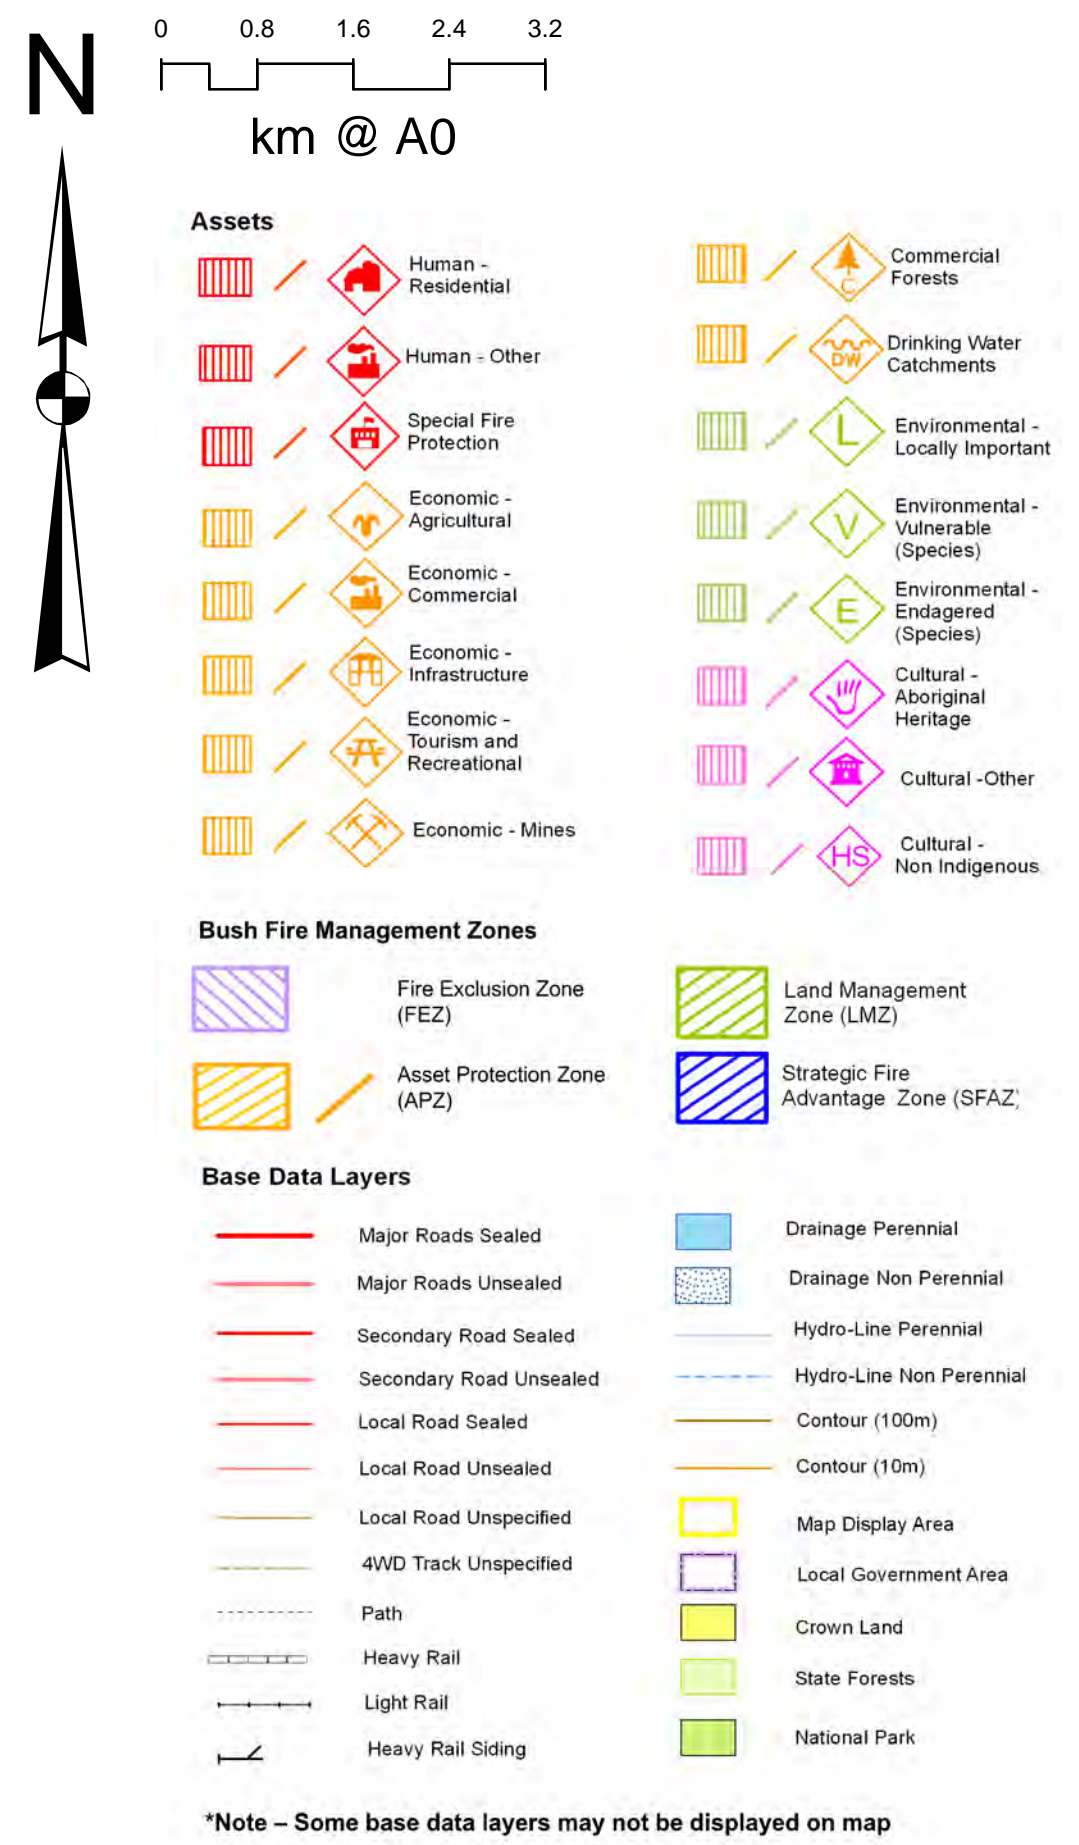 N
0 0.8 1.6 2.4 3.2
km @ A0
Assets
Human -
Residential
Human - Other
Special Fire
Protection
Economic -
Agricultural
Economic -
Commercial
Economic -
Infrastructure
Economic -
Tourism and
Recreational
Economic - Mines
C
Commercial
Forests
DW
Drinking Water
Catchments
L
Environmental -
Locally Important
V
Environmental -
Vulnerable
(Species)
E
Environmental -
Endagered
(Species)
Cultural -
Aboriginal
Heritage
Cultural -Other
HS
Cultural -
Non Indigenous
Bush Fire Management Zones
Fire Exclusion Zone
(FEZ)
Asset Protection Zone
(APZ)
Land Management
Zone (LMZ)
Strategic Fire
Advantage Zone (SFAZ)
Base Data Layers
Major Roads Sealed
Major Roads Unsealed
Secondary Road Sealed
Secondary Road Unsealed
Local Road Sealed
Local Road Unsealed
Local Road Unspecified
4WD Track Unspecified
Path
Heavy Rail
Light Rail
Heavy Rail Siding
Drainage Perennial
Drainage Non Perennial
Hydro-Line Perennial
Hydro-Line Non Perennial
Contour (100m)
Contour (10m)
Map Display Area
Local Government Area
Crown Land
State Forests
National Park
*Note – Some base data layers may not be displayed on map